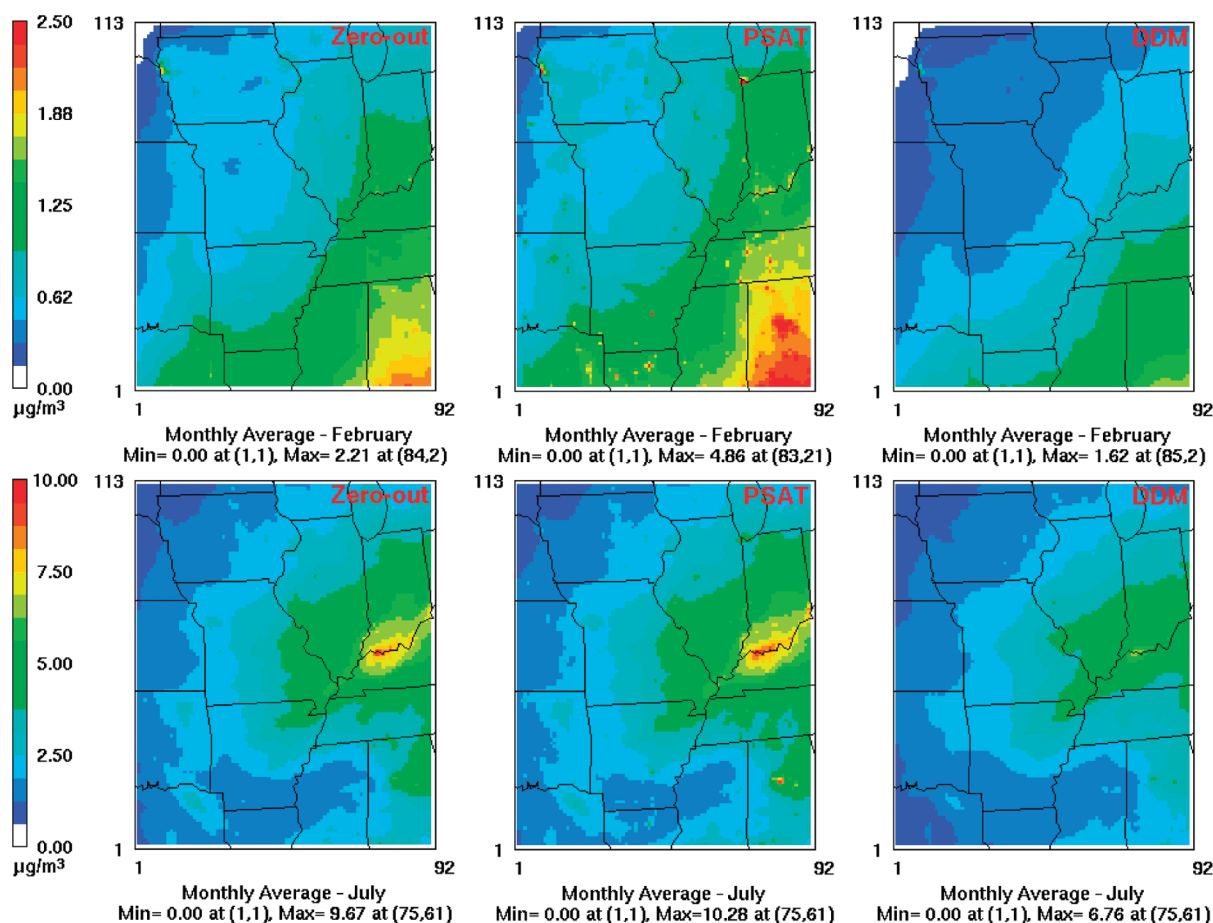 2.50
1.88
1.25
0.62
0.00
µg/m³
113
Zero-out
1
1
92
Monthly Average - February
Min= 0.00 at (1,1), Max= 2.21 at (84,2)
113
PSAT
1
1
92
Monthly Average - February
Min= 0.00 at (1,1), Max= 4.86 at (83,21)
113
DDM
1
1
92
Monthly Average - February
Min= 0.00 at (1,1), Max= 1.62 at (85,2)
10.00
7.50
5.00
2.50
0.00
µg/m³
113
Zero-out
1
1
92
Monthly Average - July
Min= 0.00 at (1,1), Max= 9.67 at (75,61)
113
PSAT
1
1
92
Monthly Average - July
Min= 0.00 at (1,1), Max=10.28 at (75,61)
113
DDM
1
1
92
Monthly Average - July
Min= 0.00 at (1,1), Max= 6.76 at (75,61)